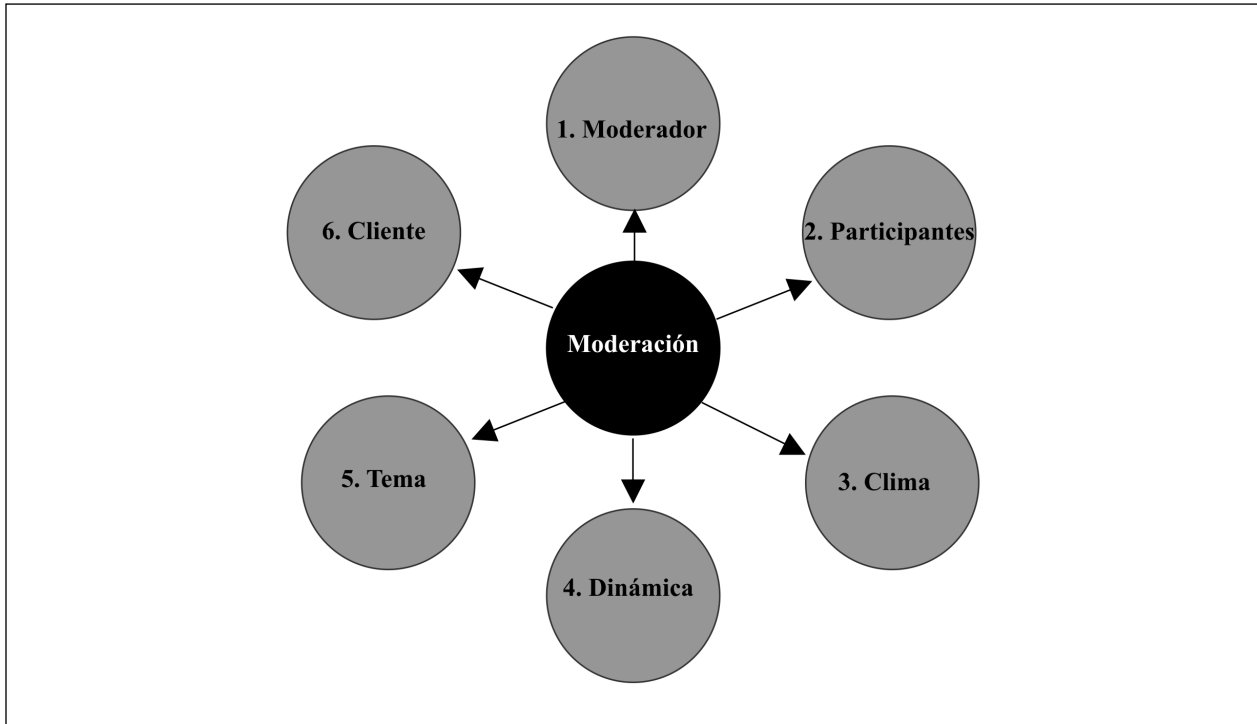 1. Moderador
2. Participantes
3. Clima
4. Dinámica
5. Tema
6. Cliente
Moderación